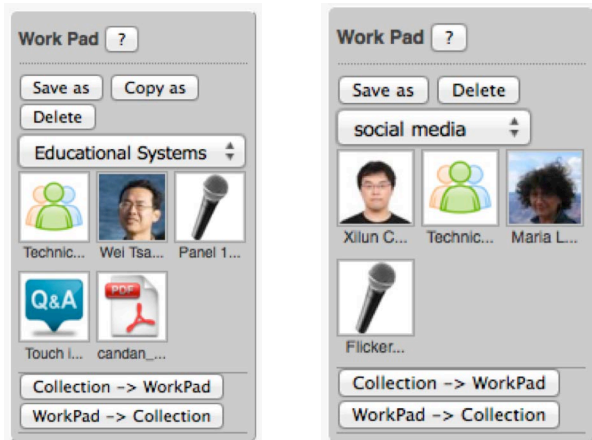 Work Pad ?
Save as Copy as
Delete
Educational Systems
Technic... Wei Tsa... Panel 1...
Q&A PDF
Touch i... candan_...
Collection -> WorkPad
WorkPad -> Collection
Work Pad ?
Save as Delete
social media
Xilun C... Technic... Maria L...
Flicker...
Collection -> WorkPad
WorkPad -> Collection